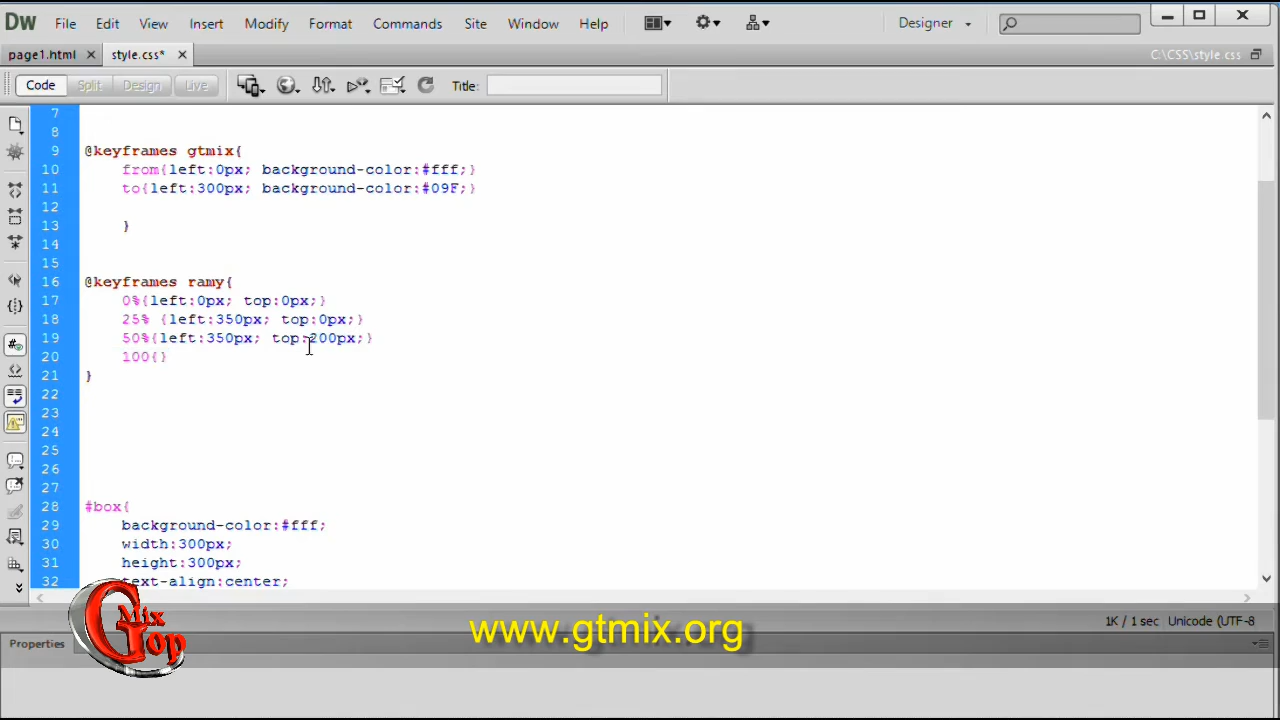 Dw File Edit View Insert Modify Format Commands Site Window Help Designer
page1.html style.css* C:\CSS\style css
Code Split Design Live Title:
7
8
9 @keyframes gtmix{
10 from{left:0px; background-color:#fff;}
11 to{left:300px; background-color:#09F;}
12
13 }
14
15
16 @keyframes ramy{
17 0%{left:0px; top:0px;}
18 25% {left:350px; top:0px;}
19 50%{left:350px; top:200px;}
20 100{}
21 }
22
23
24
25
26
27
28 #box{
29 background-color:#fff;
30 width:300px;
31 height:300px;
32 text-align:center;
1K / 1 sec Unicode (UTF-8
G Mix Top
www.gtmix.org
Properties